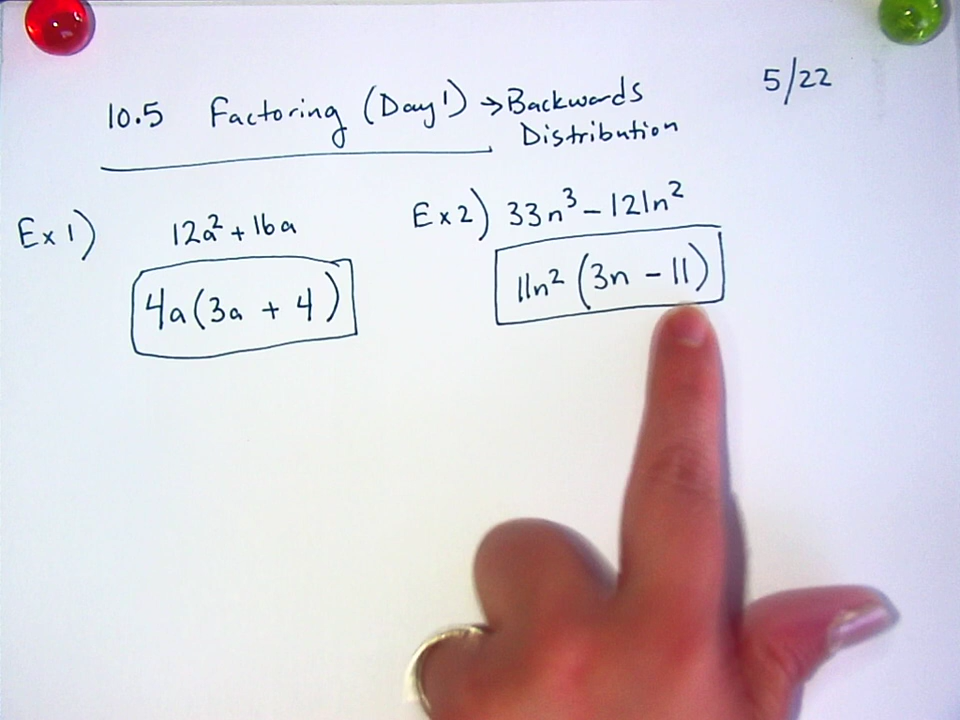 10.5 Factoring (Day 1) → Backwards Distribution
5/22
Ex 1) 12a² + 16a
4a(3a + 4)
Ex 2) 33n³ - 121n²
11n² (3n - 11)